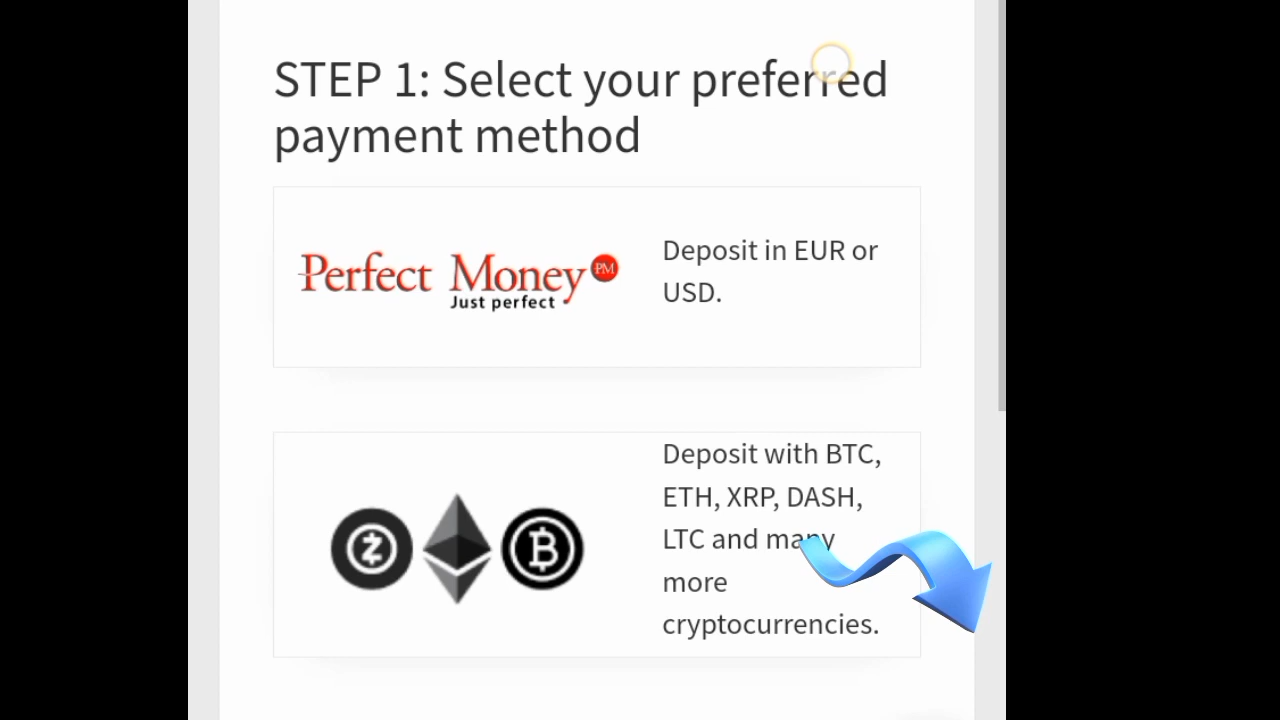 STEP 1: Select your preferred
payment method
Perfect Money PM
Just perfect
Deposit in EUR or
USD.
Deposit with BTC,
ETH, XRP, DASH,
LTC and many
more
cryptocurrencies.